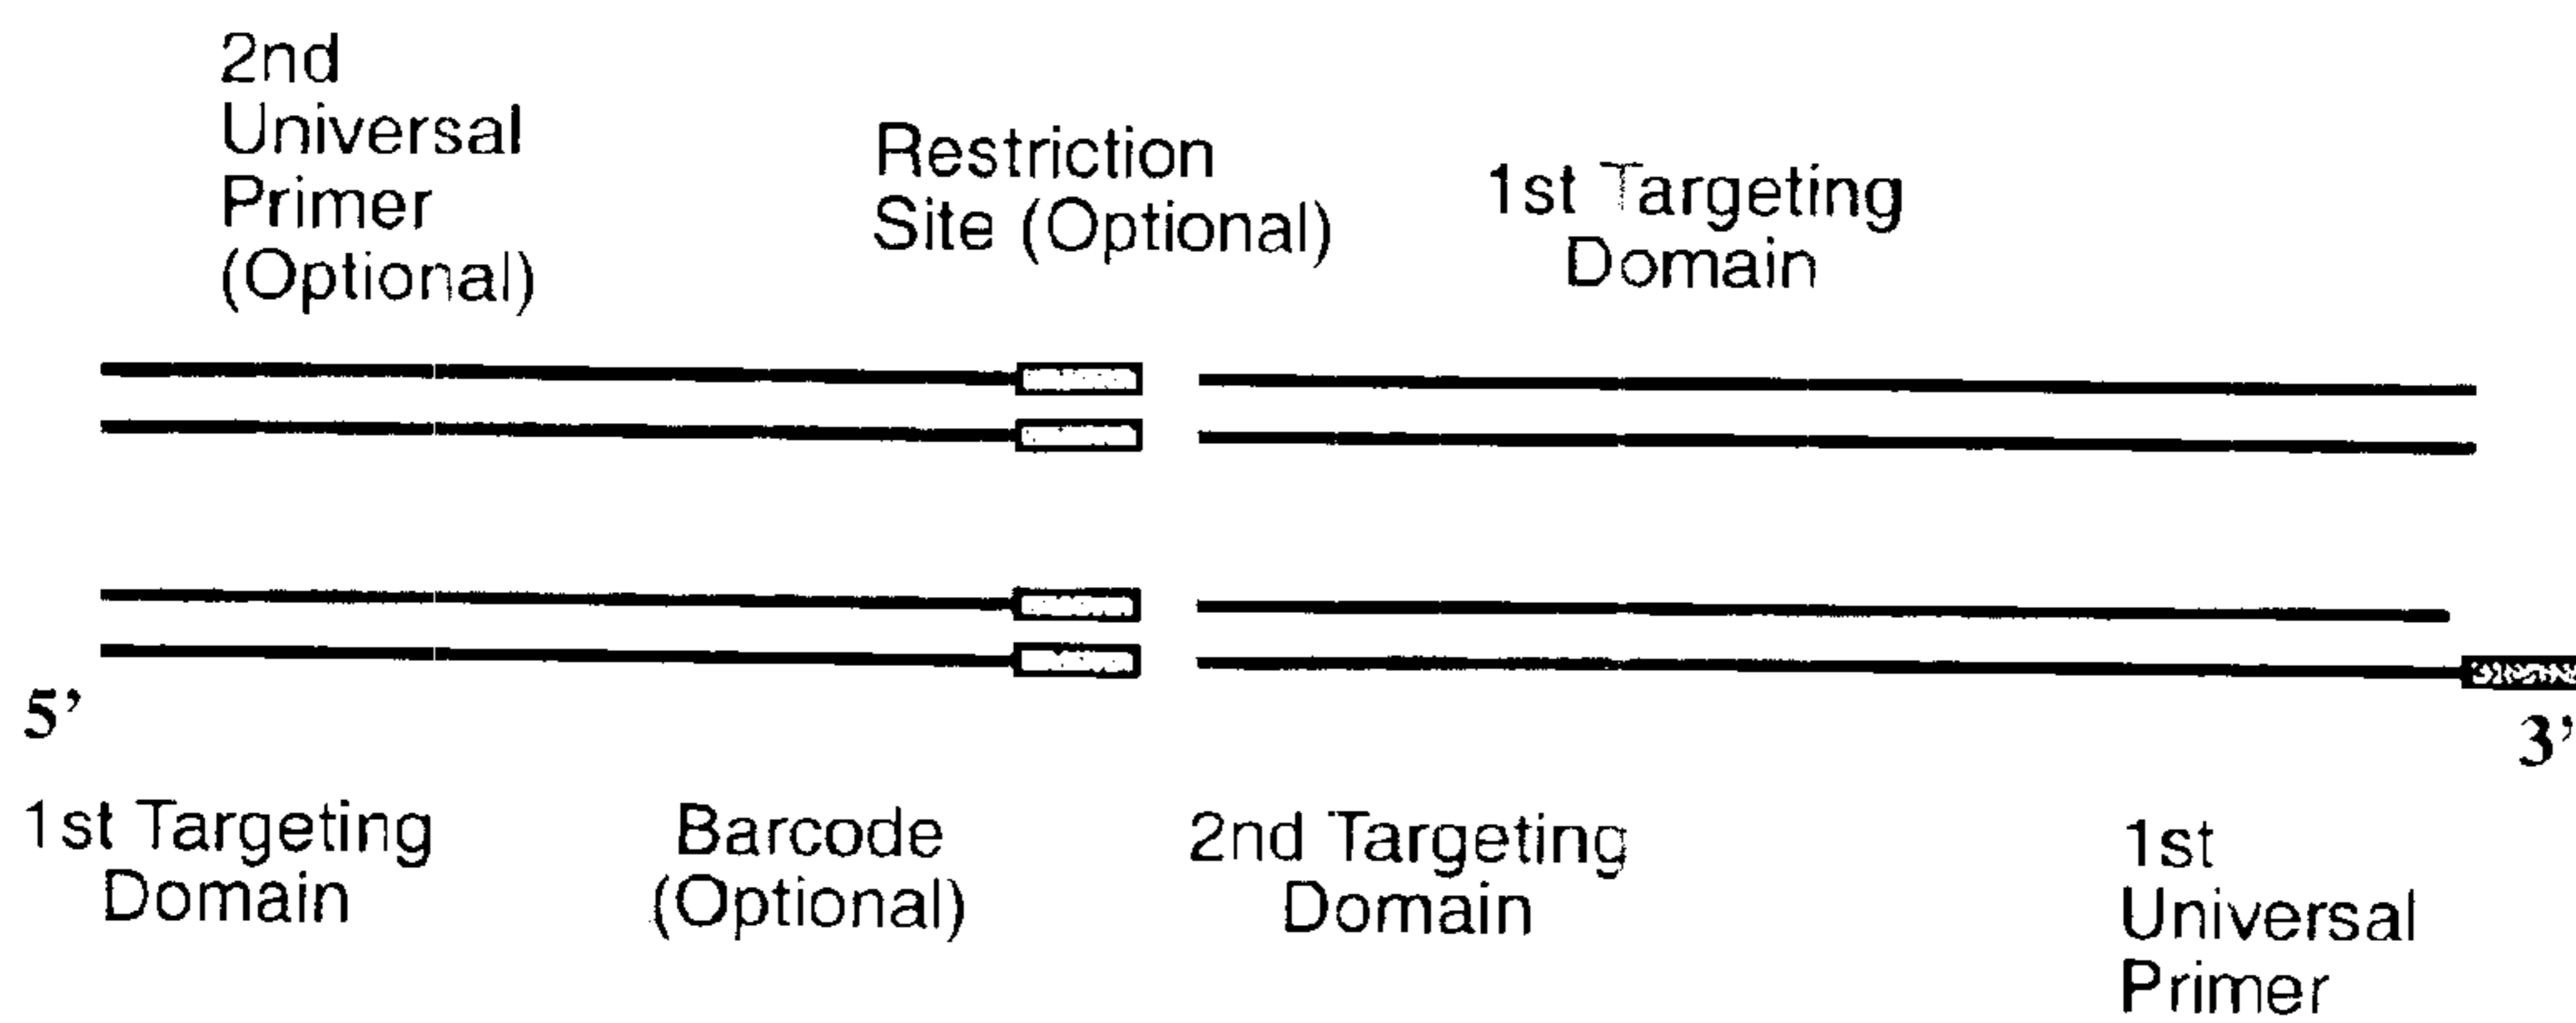 2nd
Universal
Primer
(Optional)
Restriction
Site (Optional)
1st Targeting
Domain
5’
3’
1st Targeting
Domain
Barcode
(Optional)
2nd Targeting
Domain
1st
Universal
Primer